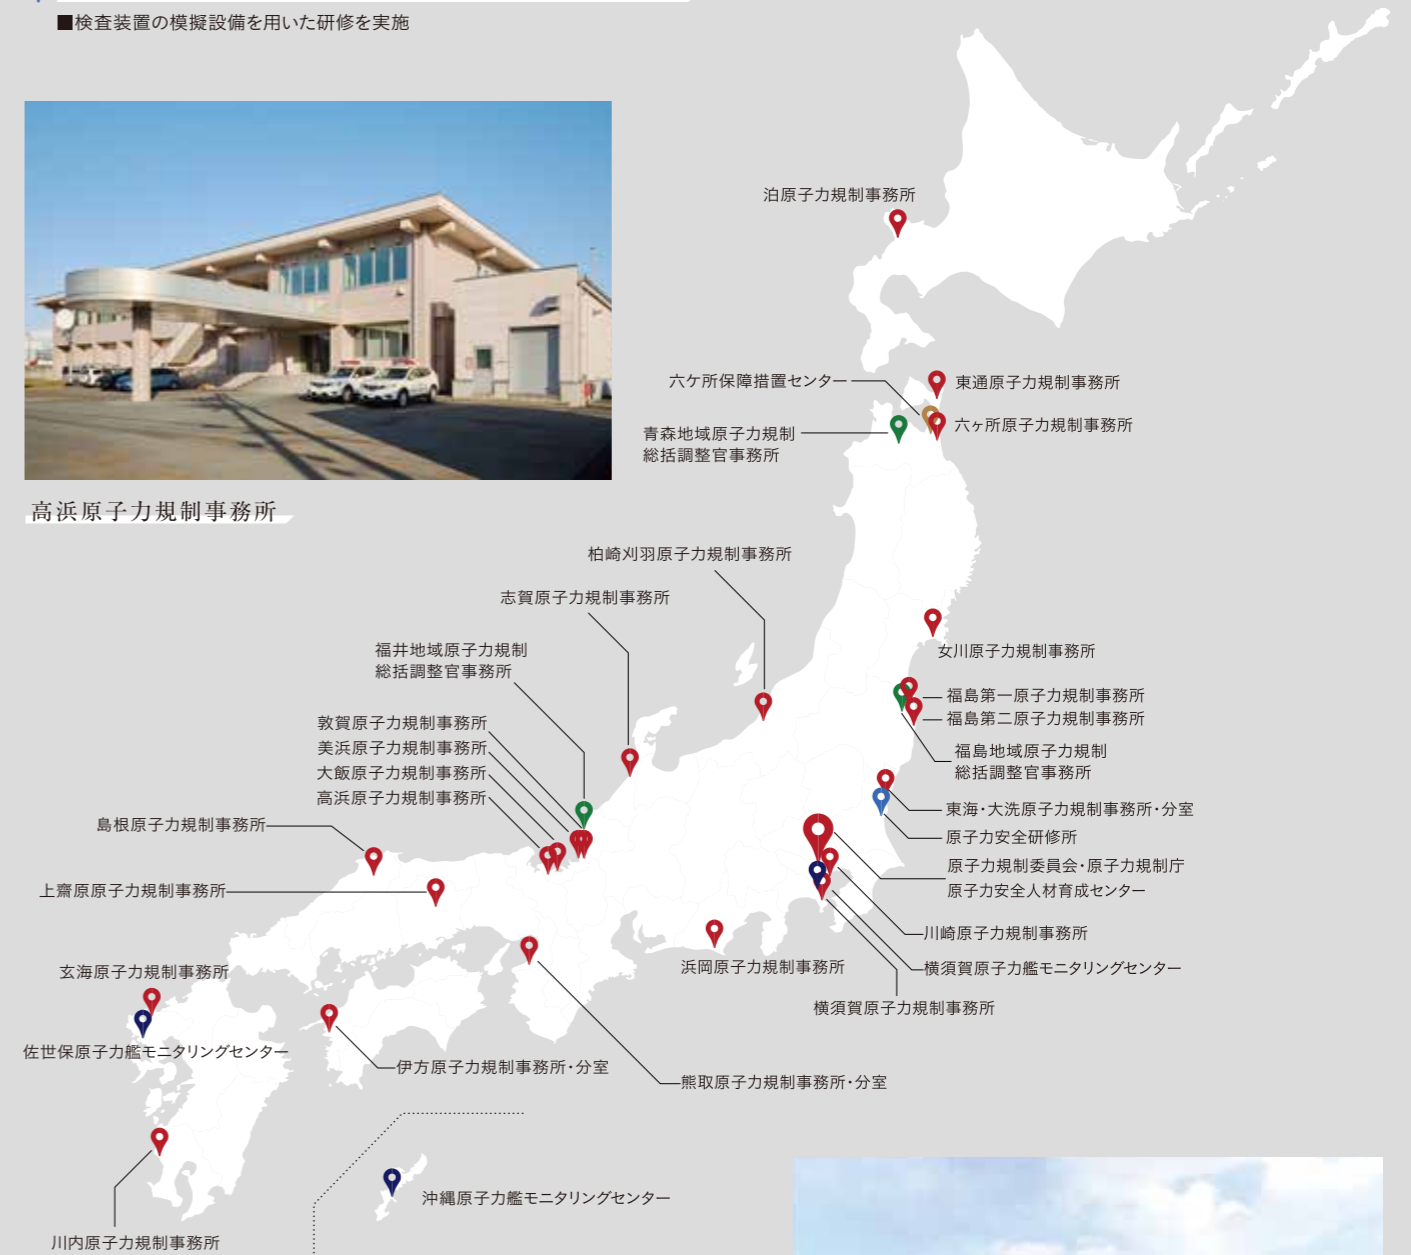 ■検査装置の模擬設備を用いた研修を実施
高浜原子力規制事務所
泊原子力規制事務所
六ケ所保障措置センター
東通原子力規制事務所
青森地域原子力規制
総括調整官事務所
六ヶ所原子力規制事務所
柏崎刈羽原子力規制事務所
志賀原子力規制事務所
福井地域原子力規制
総括調整官事務所
女川原子力規制事務所
福島第一原子力規制事務所
福島第二原子力規制事務所
福島地域原子力規制
総括調整官事務所
敦賀原子力規制事務所
美浜原子力規制事務所
大飯原子力規制事務所
高浜原子力規制事務所
東海・大洗原子力規制事務所・分室
原子力安全研修所
島根原子力規制事務所
原子力規制委員会・原子力規制庁
原子力安全人材育成センター
上齋原原子力規制事務所
川崎原子力規制事務所
浜岡原子力規制事務所
横須賀原子力艦モニタリングセンター
横須賀原子力規制事務所
玄海原子力規制事務所
佐世保原子力艦モニタリングセンター
伊方原子力規制事務所・分室
熊取原子力規制事務所・分室
沖縄原子力艦モニタリングセンター
川内原子力規制事務所